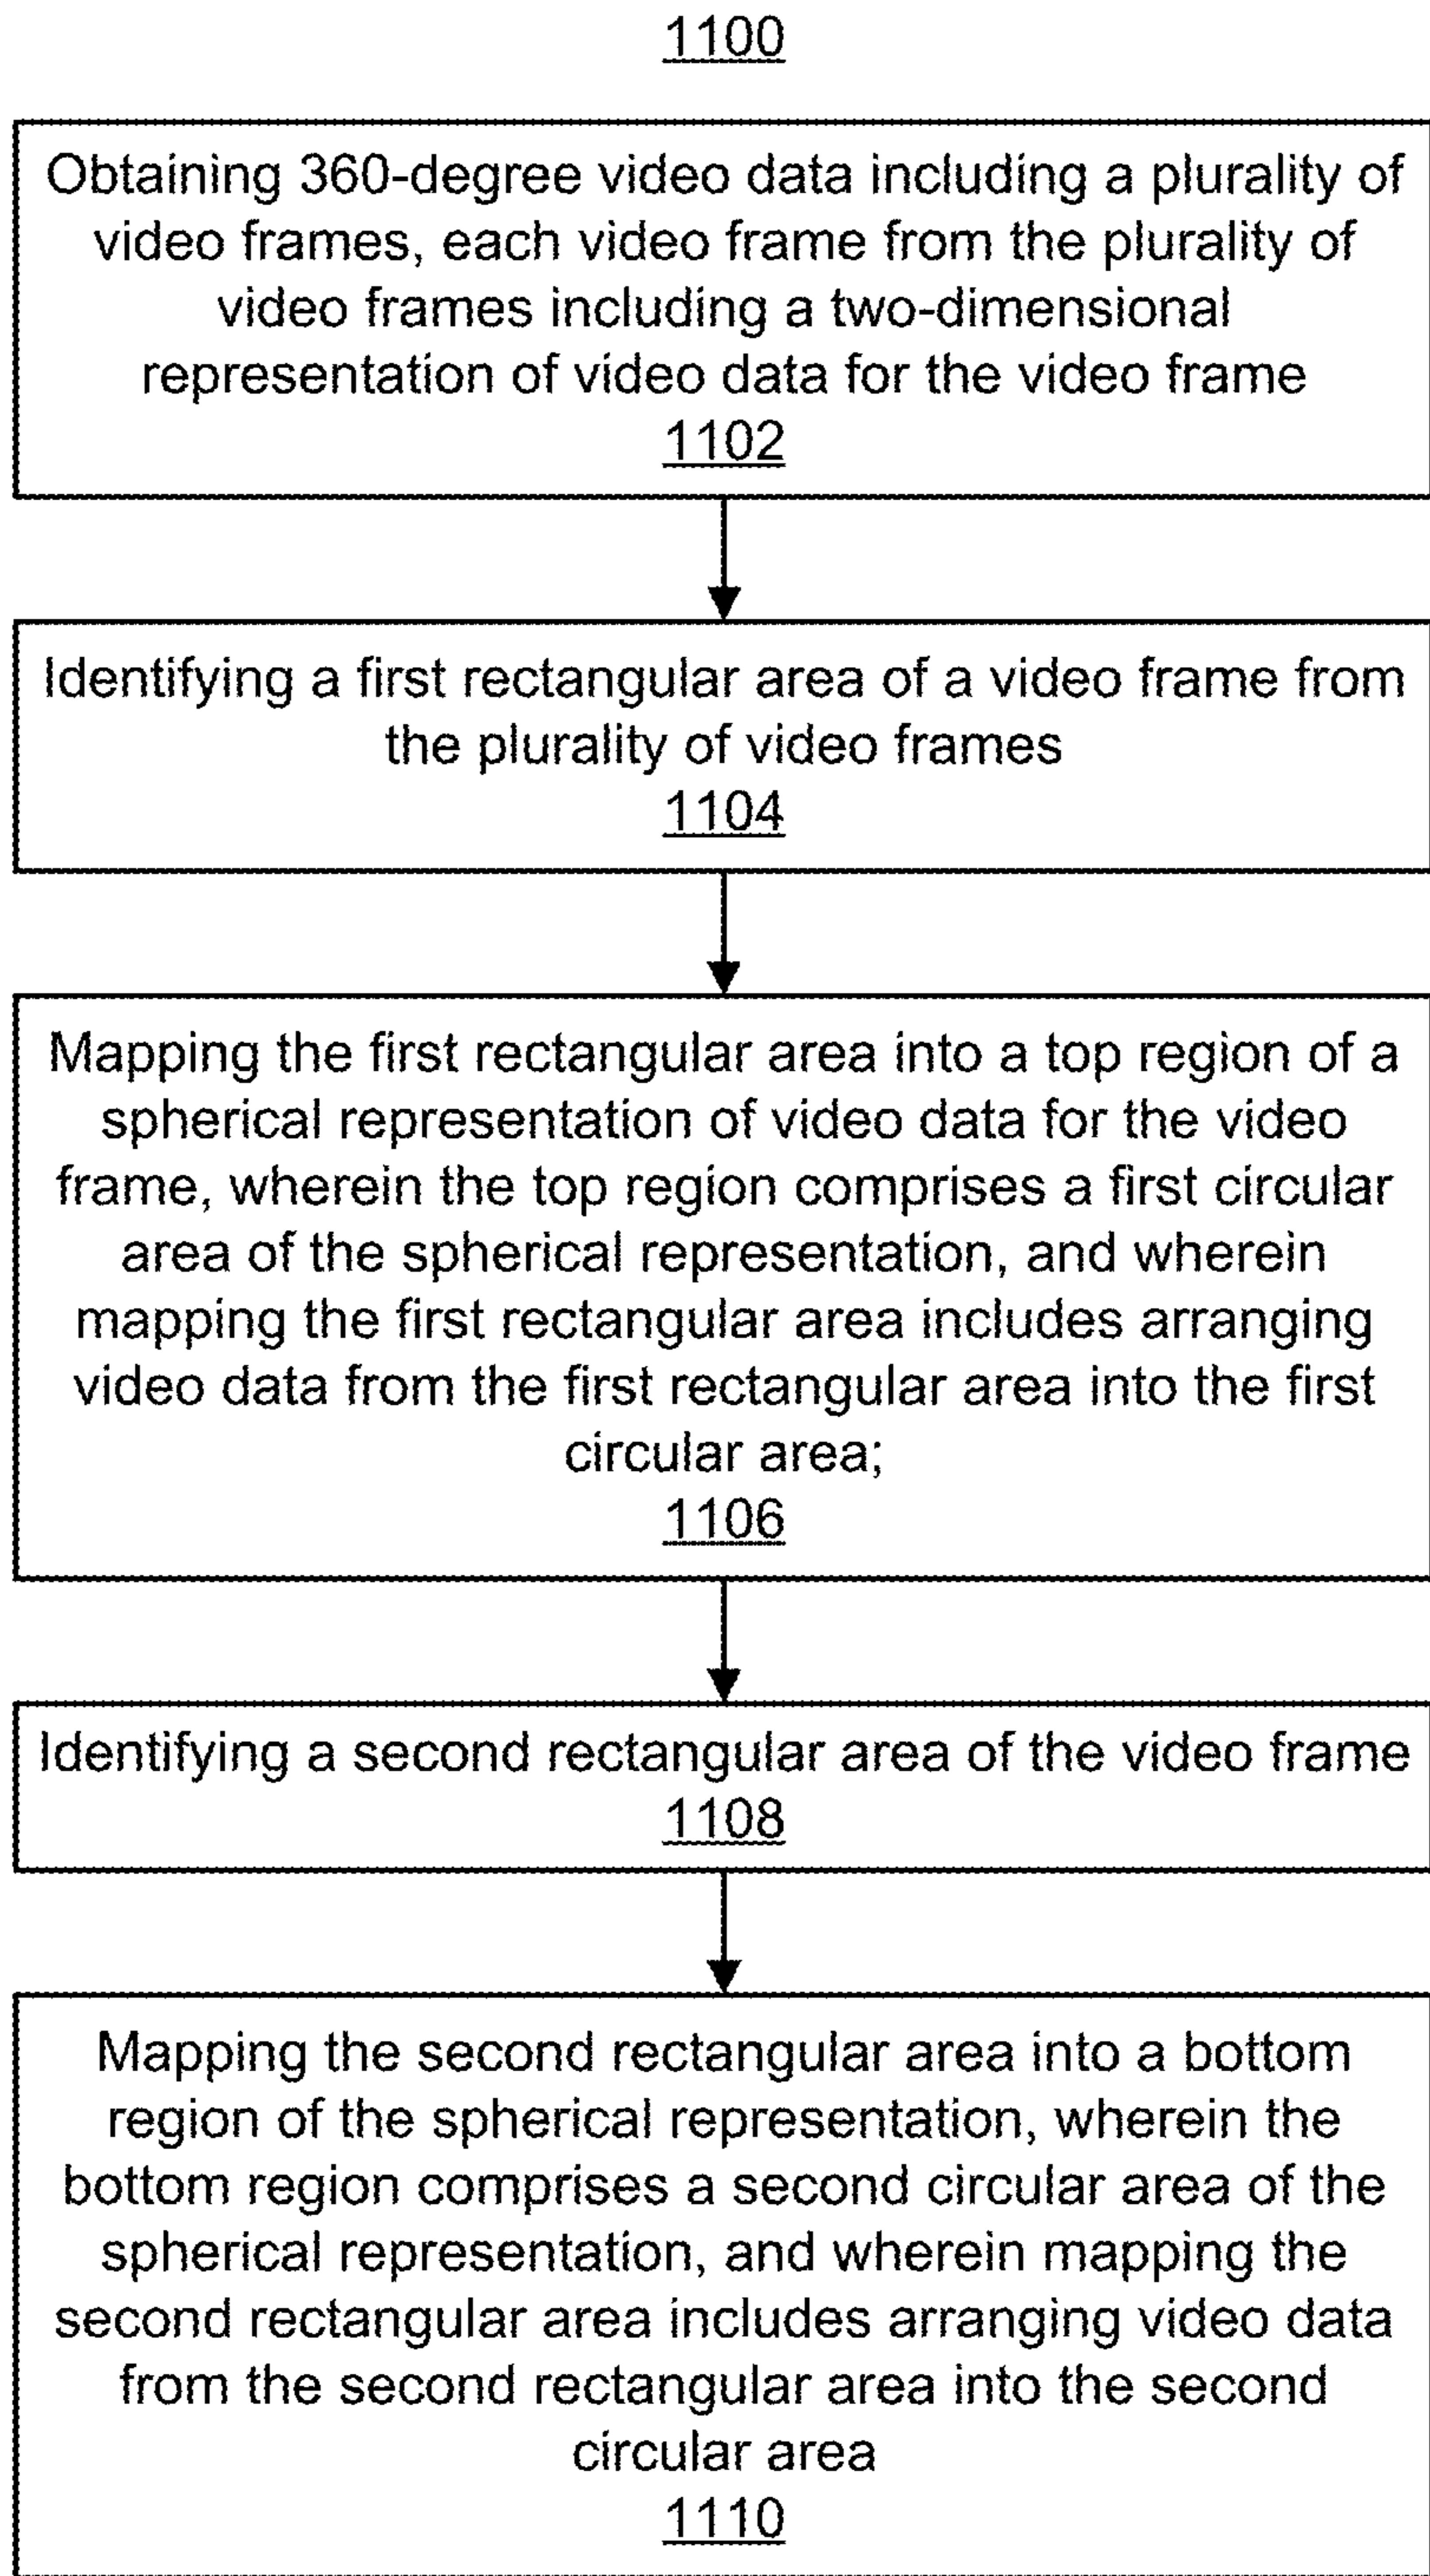 1100
Obtaining 360-degree video data including a plurality of
video frames, each video frame from the plurality of
video frames including a two-dimensional
representation of video data for the video frame
1102
Identifying a first rectangular area of a video frame from
the plurality of video frames
1104
Mapping the first rectangular area into a top region of a
spherical representation of video data for the video
frame, wherein the top region comprises a first circular
area of the spherical representation, and wherein
mapping the first rectangular area includes arranging
video data from the first rectangular area into the first
circular area;
1106
Identifying a second rectangular area of the video frame
1108
Mapping the second rectangular area into a bottom
region of the spherical representation, wherein the
bottom region comprises a second circular area of the
spherical representation, and wherein mapping the
second rectangular area includes arranging video data
from the second rectangular area into the second
circular area
1110